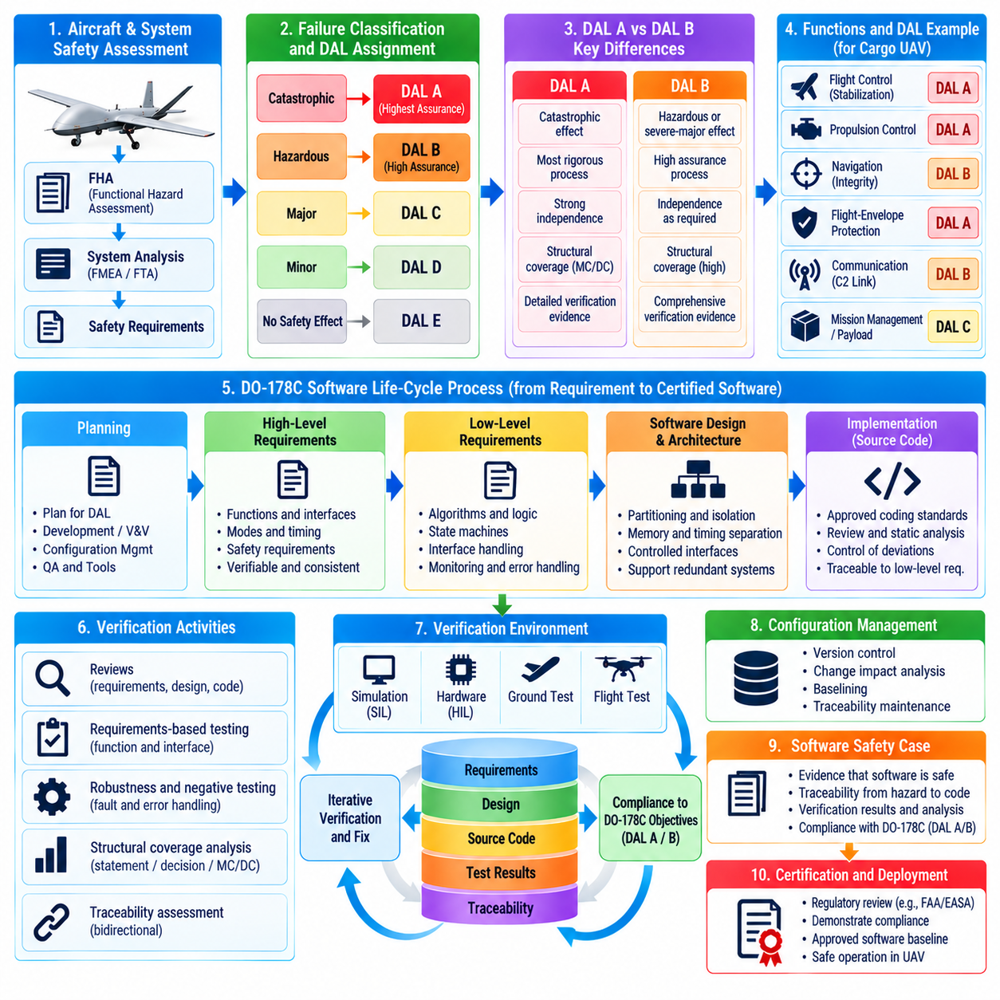 1. Aircraft & System
Safety Assessment
FHA
(Functional Hazard
Assessment)
System Analysis
(FMEA / FTA)
Safety Requirements
2. Failure Classification
and DAL Assignment
Catastrophic
DAL A
(Highest Assurance)
Hazardous
DAL B
(High Assurance)
Major
DAL C
Minor
DAL D
No Safety Effect
DAL E
3. DAL A vs DAL B
Key Differences
DAL A
Catastrophic
effect
Most rigorous
process
Strong
independence
Structural
coverage (MC/DC)
Detailed verification
evidence
DAL B
Hazardous or
severe-major effect
High assurance
process
Independence
as required
Structural
coverage (high)
Comprehensive
verification evidence
4. Functions and DAL Example
(for Cargo UAV)
Flight Control
(Stabilization)
DAL A
Propulsion Control
DAL A
Navigation
(Integrity)
DAL B
Flight-Envelope
Protection
DAL A
Communication
(C2 Link)
DAL B
Mission Management
/ Payload
DAL C
5. DO-178C Software Life-Cycle Process (from Requirement to Certified Software)
Planning
• Plan for DAL
• Development / V&V
• Configuration Mgmt
• QA and Tools
High-Level
Requirements
• Functions and interfaces
• Modes and timing
• Safety requirements
• Verifiable and consistent
Low-Level
Requirements
• Algorithms and logic
• State machines
• Interface handling
• Monitoring and error handling
Software Design
& Architecture
• Partitioning and isolation
• Memory and timing separation
• Controlled interfaces
• Support redundant systems
Implementation
(Source Code)
</>
• Approved coding standards
• Review and static analysis
• Control of deviations
• Traceable to low-level req.
6. Verification Activities
Reviews
(requirements, design, code)
Requirements-based testing
(function and interface)
Robustness and negative testing
(fault and error handling)
Structural coverage analysis
(statement / decision / MC/DC)
Traceability assessment
(bidirectional)
7. Verification Environment
Simulation
(SIL)
Hardware
(HIL)
Ground Test
Flight Test
Iterative
Verification
and Fix
Requirements
Design
Source Code
Test Results
Traceability
Compliance to
DO-178C Objectives
(DAL A / B)
8. Configuration Management
• Version control
• Change impact analysis
• Baselining
• Traceability maintenance
9. Software Safety Case
• Evidence that software is safe
• Traceability from hazard to code
• Verification results and analysis
• Compliance with DO-178C (DAL A/B)
10. Certification and Deployment
• Regulatory review (e.g., FAA/EASA)
• Demonstrate compliance
• Approved software baseline
• Safe operation in UAV